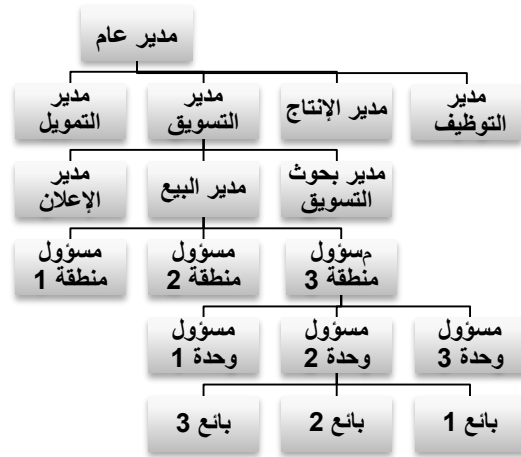 مدير عام
مدير
التوظيف
مدير الإنتاج
مدير
التسويق
مدير
التمويل
مدير بحوث
التسويق
مدير البيع
مدير
الإعلان
مسؤول
منطقة 3
مسؤول
منطقة 2
مسؤول
منطقة 1
مسؤول
وحدة 3
مسؤول
وحدة 2
مسؤول
وحدة 1
بائع 1
بائع 2
بائع 3